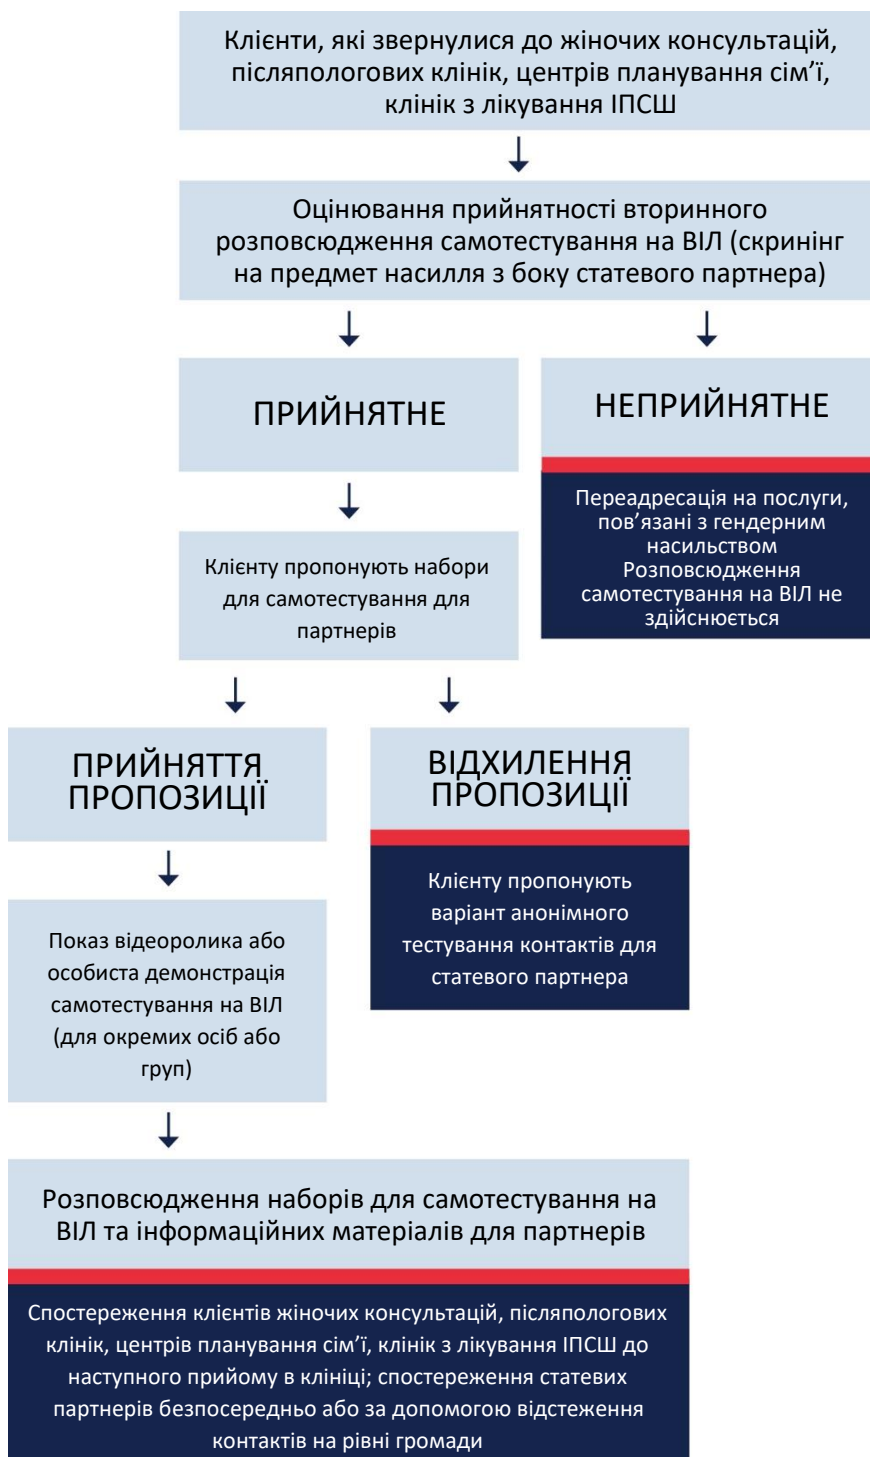 Клієнти, які звернулися до жіночих консультацій,
післяпологових клінік, центрів планування сім’ї,
клінік з лікування ІПСШ
Оцінювання прийнятності вторинного
розповсюдження самотестування на ВІЛ (скринінг
на предмет насилля з боку статевого партнера)
ПРИЙНЯТНЕ
НЕПРИЙНЯТНЕ
Переадресація на послуги,
пов’язані з гендерним
насильством
Розповсюдження
самотестування на ВІЛ не
здійснюється
Клієнту пропонують набори
для самотестування для
партнерів
ПРИЙНЯТТЯ
ПРОПОЗИЦІЇ
ВІДХИЛЕННЯ
ПРОПОЗИЦІЇ
Клієнту пропонують
варіант анонімного
тестування контактів для
статевого партнера
Показ відеоролика або
особиста демонстрація
самотестування на ВІЛ
(для окремих осіб або
груп)
Розповсюдження наборів для самотестування на
ВІЛ та інформаційних матеріалів для партнерів
Спостереження клієнтів жіночих консультацій, післяпологових
клінік, центрів планування сім’ї, клінік з лікування ІПСШ до
наступного прийому в клініці; спостереження статевих
партнерів безпосередньо або за допомогою відстеження
контактів на рівні громади